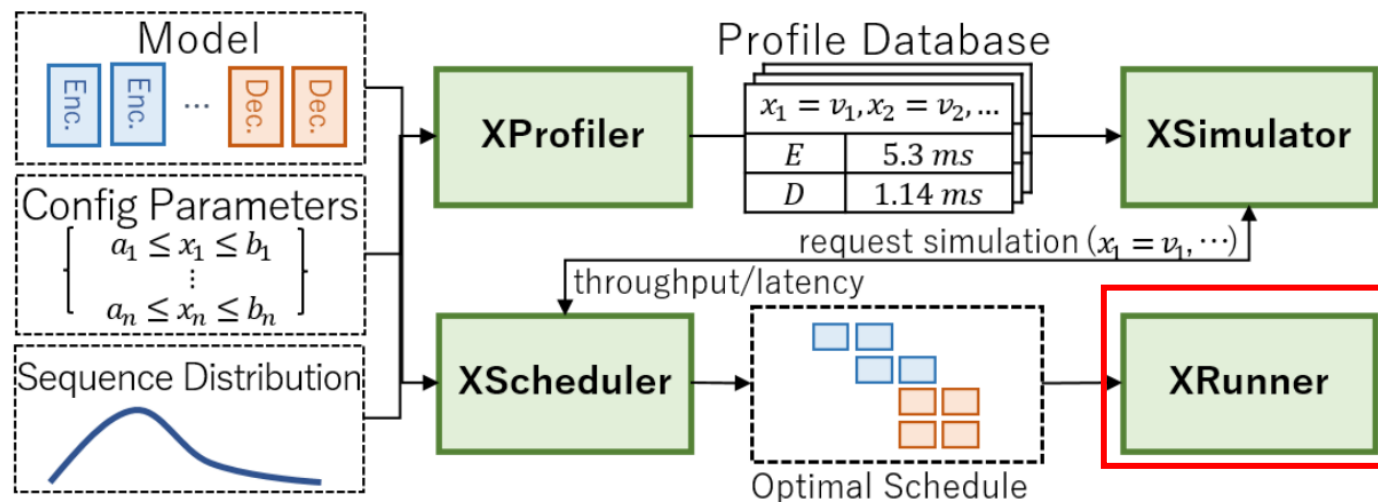 Model
Enc.
Enc.
...
Dec.
Dec.
Config Parameters
a₁ ≤ x₁ ≤ b₁
⋮
aₙ ≤ xₙ ≤ bₙ
Sequence Distribution
XProfiler
Profile Database
x₁ = v₁, x₂ = v₂, ...
E 5.3 ms
D 1.14 ms
XSimulator
request simulation (x₁ = v₁, ⋯)
throughput/latency
XScheduler
Optimal Schedule
XRunner